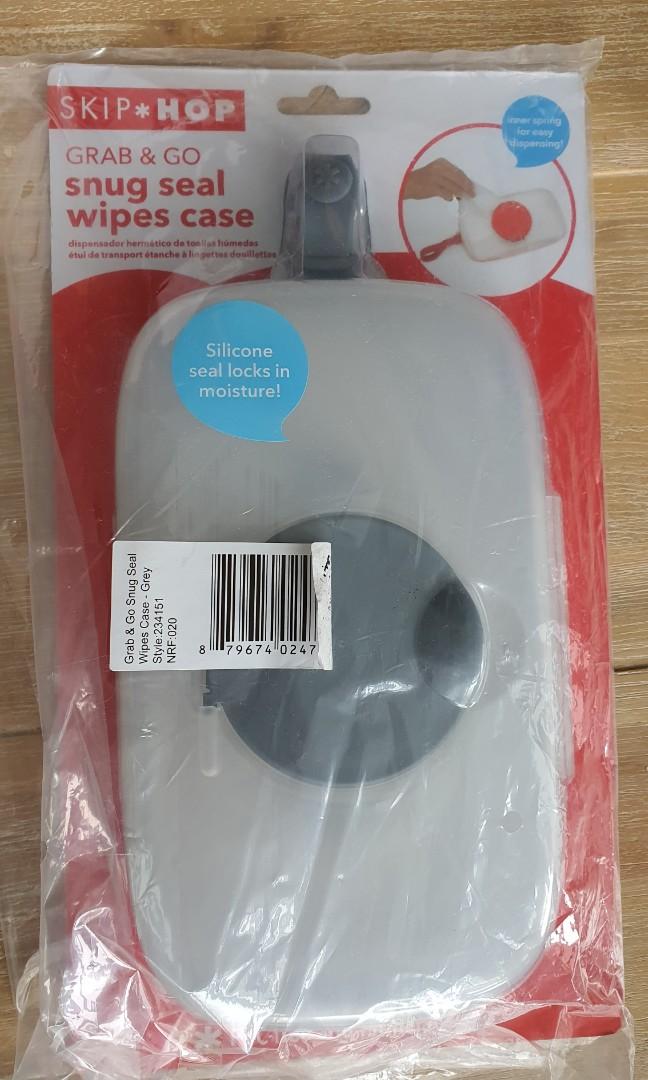 SKIP*HOP
GRAB & GO
snug seal
wipes case
dispensador hermético de toallas húmedas
étui de transport étanche à lingettes douillettes
inner spring
for easy
dispensing!
Silicone
seal locks in
moisture!
Grab & Go Snug Seal
Wipes Case - Grey
Style:234151
NRF:020
8 79674 0247